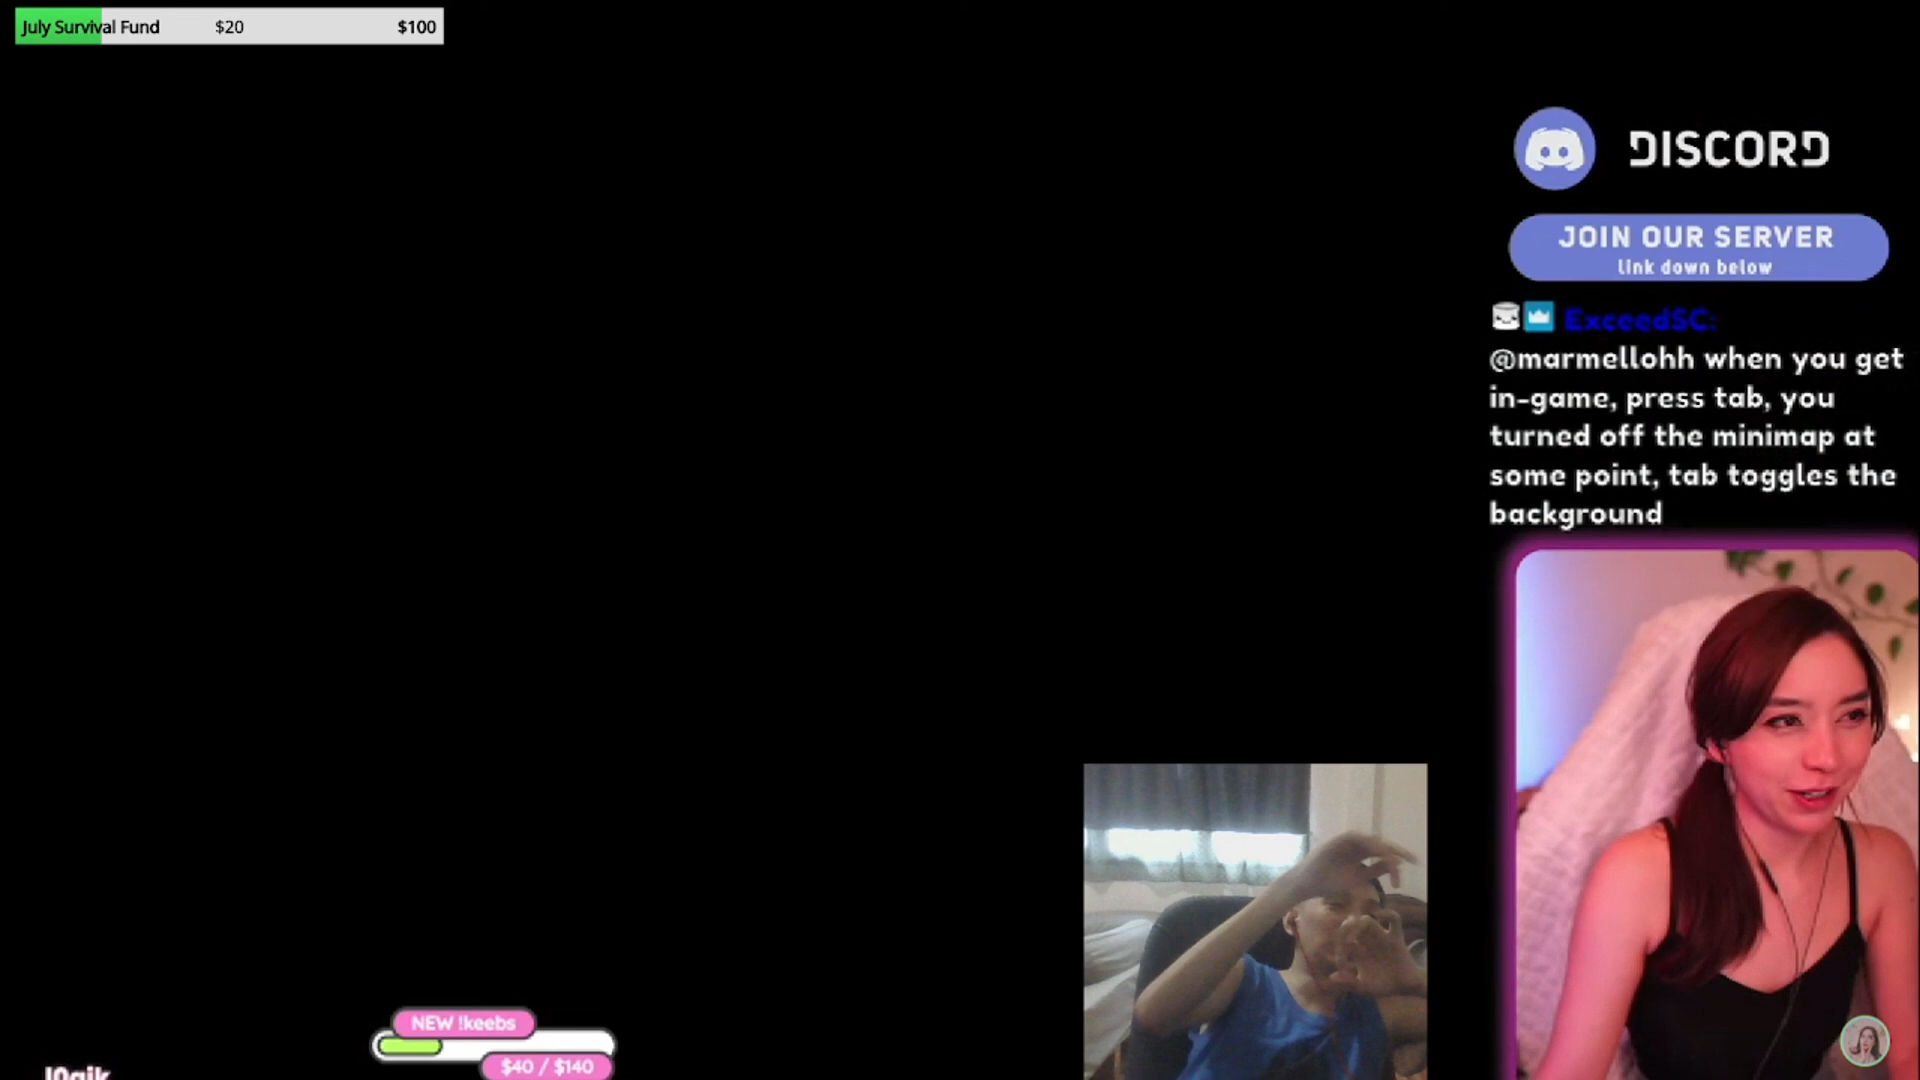 July Survival Fund $20 $100
DISCORD
JOIN OUR SERVER
link down below
ExceedSC:
@marmellohh when you get
in-game, press tab, you
turned off the minimap at
some point, tab toggles the
background
NEW !keebs
$40 / $140